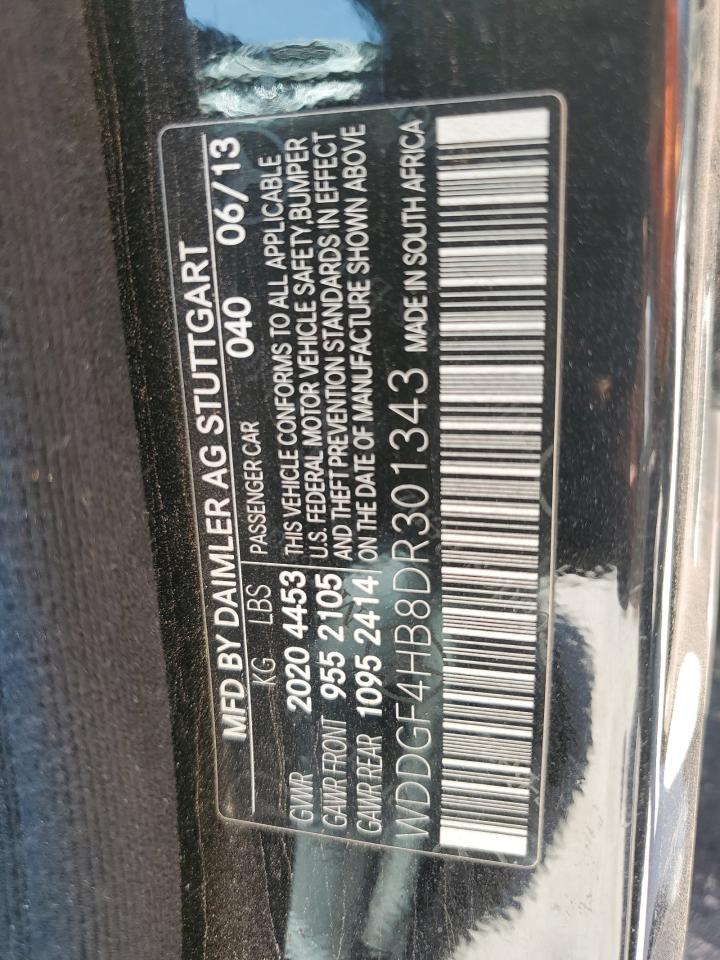 MFD BY DAIMLER AG STUTTGART
KG LBS PASSENGER CAR 040 06/13
GVWR 2020 4453 THIS VEHICLE CONFORMS TO ALL APPLICABLE
U.S. FEDERAL MOTOR VEHICLE SAFETY,BUMPER
GAWR FRONT 955 2105 AND THEFT PREVENTION STANDARDS IN EFFECT
GAWR REAR 1095 2414 ON THE DATE OF MANUFACTURE SHOWN ABOVE
WDDGF4HB8DR301343 MADE IN SOUTH AFRICA